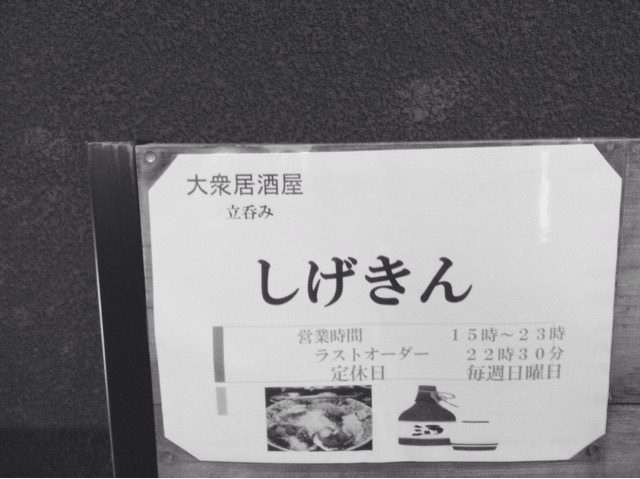 大衆居酒屋
立呑み
しげきん
営業時間 15時～23時
ラストオーダー 22時30分
定休日 毎週日曜日
酒